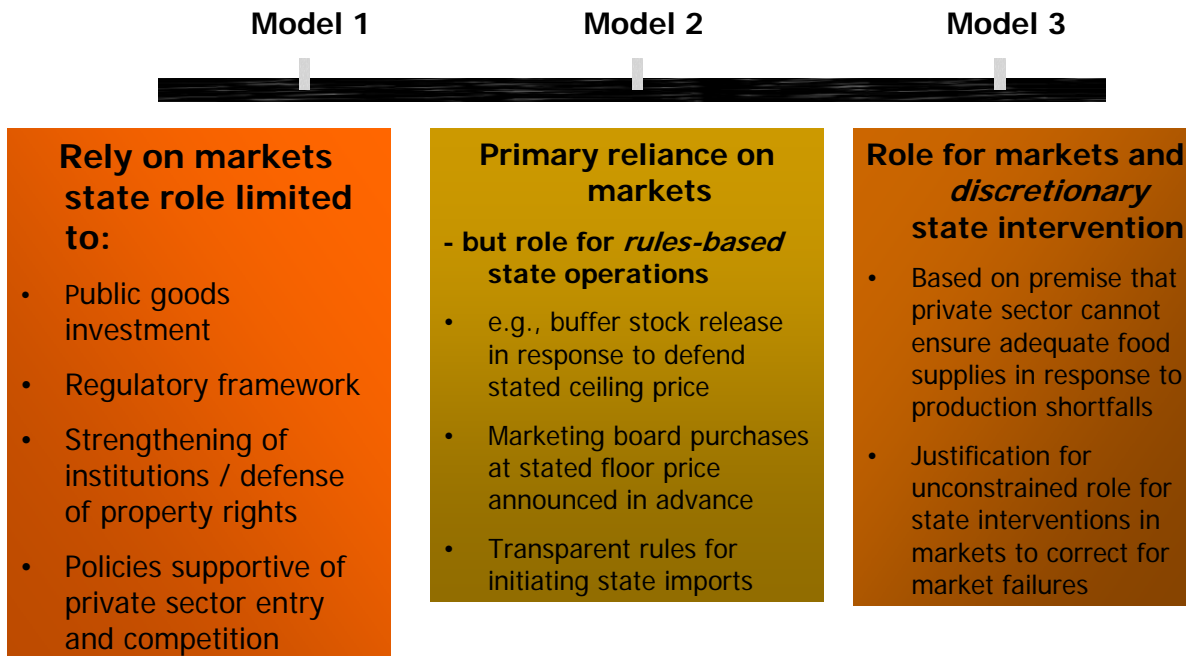 Model 1
Model 2
Model 3
Rely on markets
state role limited
to:
• Public goods
investment
• Regulatory framework
• Strengthening of
institutions / defense
of property rights
• Policies supportive of
private sector entry
and competition
Primary reliance on
markets
- but role for rules-based
state operations
• e.g., buffer stock release
in response to defend
stated ceiling price
• Marketing board purchases
at stated floor price
announced in advance
• Transparent rules for
initiating state imports
Role for markets and
discretionary
state intervention
• Based on premise that
private sector cannot
ensure adequate food
supplies in response to
production shortfalls
• Justification for
unconstrained role for
state interventions in
markets to correct for
market failures